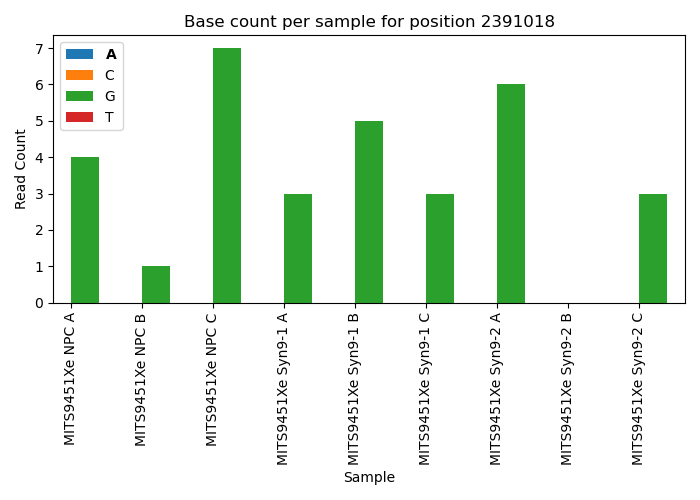 Base count per sample for position 2391018
A
C
G
T
Read Count
7
6
5
4
3
2
1
0
MITS9451Xe NPC A
MITS9451Xe NPC B
MITS9451Xe NPC C
MITS9451Xe Syn9-1 A
MITS9451Xe Syn9-1 B
MITS9451Xe Syn9-1 C
MITS9451Xe Syn9-2 A
MITS9451Xe Syn9-2 B
MITS9451Xe Syn9-2 C
Sample